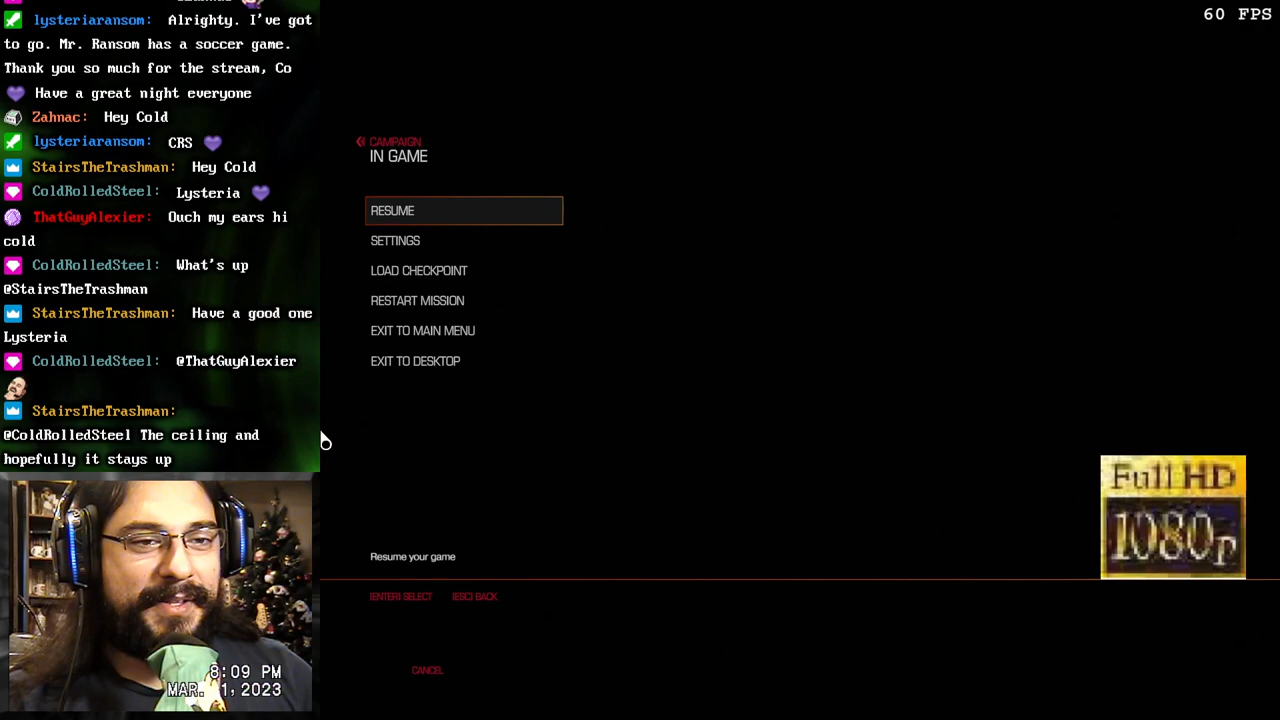 lysteriaransom: Alrighty. I've got
to go. Mr. Ransom has a soccer game.
Thank you so much for the stream, Co
Have a great night everyone
Zahnac: Hey Cold
lysteriaransom: CRS
StairsTheTrashman: Hey Cold
ColdRolledSteel: Lysteria
ThatGuyAlexier: Ouch my ears hi
cold
ColdRolledSteel: What's up
@StairsTheTrashman
StairsTheTrashman: Have a good one
Lysteria
ColdRolledSteel: @ThatGuyAlexier
StairsTheTrashman:
@ColdRolledSteel The ceiling and
hopefully it stays up
8:09 PM
MAR. 1, 2023
60 FPS
CAMPAIGN
IN GAME
RESUME
SETTINGS
LOAD CHECKPOINT
RESTART MISSION
EXIT TO MAIN MENU
EXIT TO DESKTOP
Full HD
1080p
Resume your game
[ENTER] SELECT [ESC] BACK
CANCEL